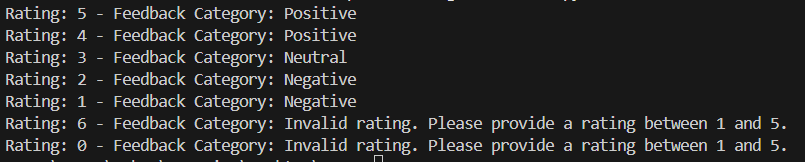 Rating: 5 - Feedback Category: Positive
Rating: 4 - Feedback Category: Positive
Rating: 3 - Feedback Category: Neutral
Rating: 2 - Feedback Category: Negative
Rating: 1 - Feedback Category: Negative
Rating: 6 - Feedback Category: Invalid rating. Please provide a rating between 1 and 5.
Rating: 0 - Feedback Category: Invalid rating. Please provide a rating between 1 and 5.